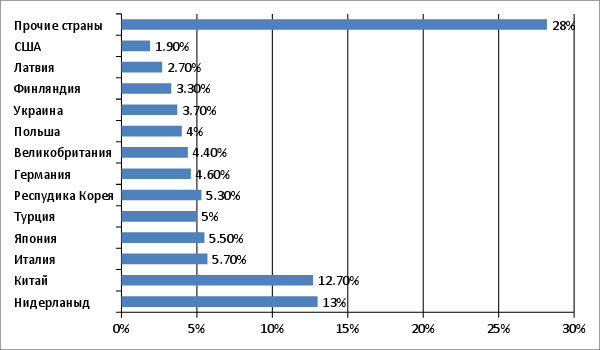 Прочие страны 28%
США 1.90%
Латвия 2.70%
Финляндия 3.30%
Украина 3.70%
Польша 4%
Великобритания 4.40%
Германия 4.60%
Респудика Корея 5.30%
Турция 5%
Япония 5.50%
Италия 5.70%
Китай 12.70%
Нидерланыд 13%
0% 5% 10% 15% 20% 25% 30%